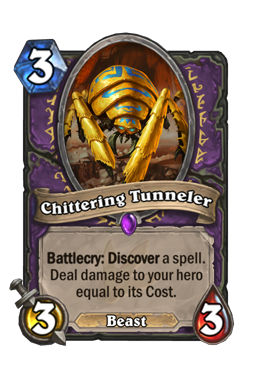 3
Chittering Tunneler
Battlecry: Discover a spell.
Deal damage to your hero
equal to its Cost.
3
Beast
3